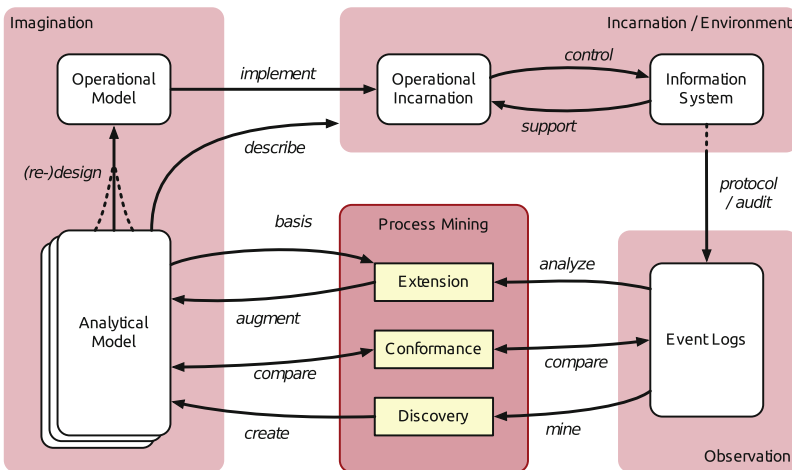 Imagination
Incarnation / Environment
Operational
Model
implement
Operational
Incarnation
control
Information
System
support
describe
(re-)design
protocol
/ audit
basis
Process Mining
Extension
analyze
augment
Analytical
Model
Conformance
Event Logs
compare
compare
Discovery
create
mine
Observation